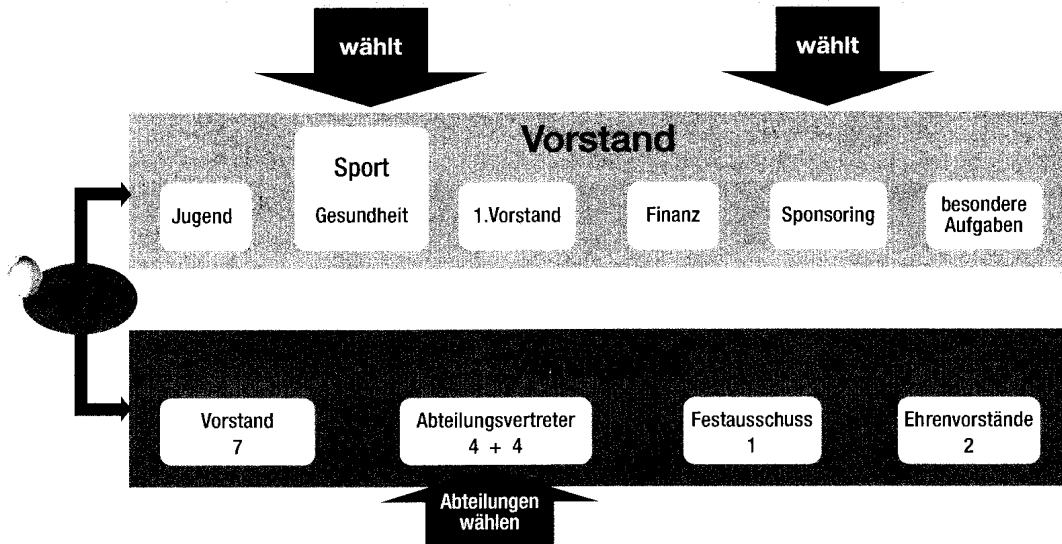 wählt
wählt
Vorstand
Jugend
Sport
Gesundheit
1.Vorstand
Finanz
Sponsoring
besondere
Aufgaben
Vorstand
7
Abteilungsvertreter
4 + 4
Festausschuss
1
Ehrenvorstände
2
Abteilungen
wählen